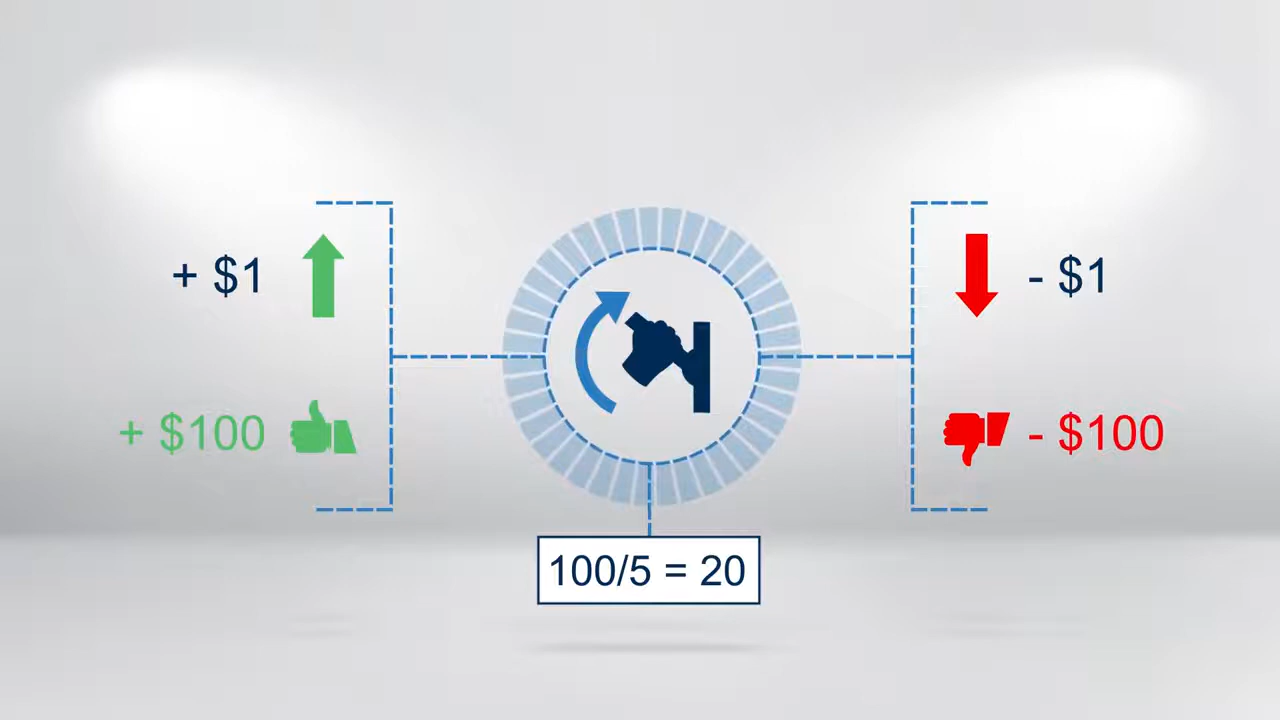 + $1
- $1
+ $100
- $100
100/5 = 20